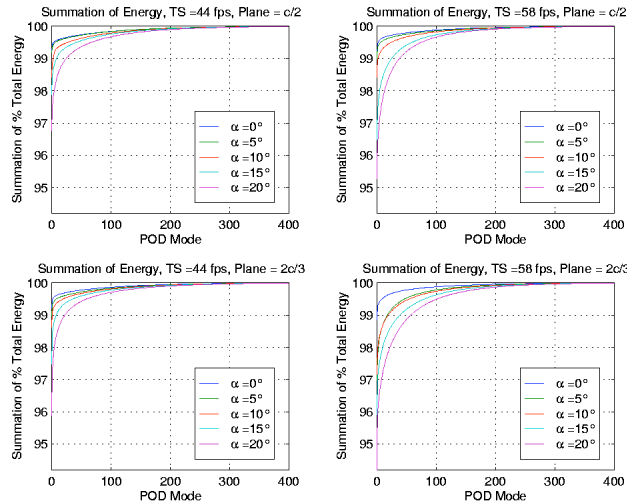 Summation of Energy, TS =44 fps, Plane = c/2
Summation of % Total Energy
100
99
98
97
96
95
α =0°
α =5°
α =10°
α =15°
α =20°
0 100 200 300 400
POD Mode
Summation of Energy, TS =58 fps, Plane = c/2
Summation of % Total Energy
100
99
98
97
96
95
α =0°
α =5°
α =10°
α =15°
α =20°
0 100 200 300 400
POD Mode
Summation of Energy, TS =44 fps, Plane = 2c/3
Summation of % Total Energy
100
99
98
97
96
95
α =0°
α =5°
α =10°
α =15°
α =20°
0 100 200 300 400
POD Mode
Summation of Energy, TS =58 fps, Plane = 2c/3
Summation of % Total Energy
100
99
98
97
96
95
α =0°
α =5°
α =10°
α =15°
α =20°
0 100 200 300 400
POD Mode